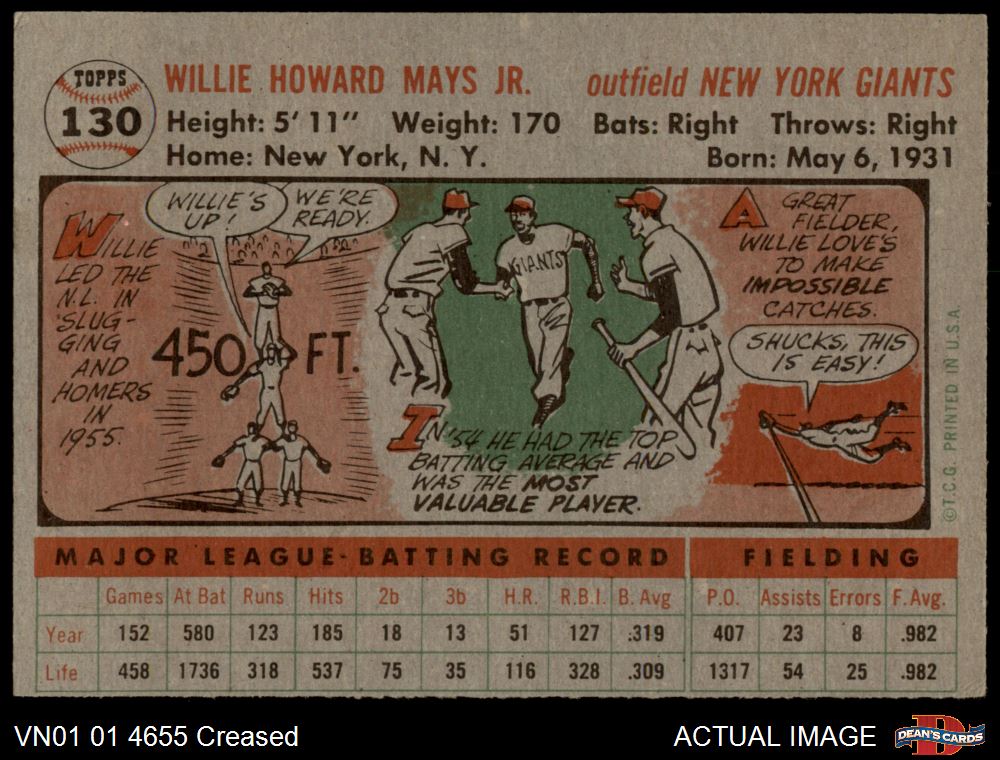 TOPPS
130
WILLIE HOWARD MAYS JR. outfield NEW YORK GIANTS
Height: 5' 11" Weight: 170 Bats: Right Throws: Right
Home: New York, N. Y. Born: May 6, 1931
WILLIE
LED THE
N.L. IN
'SLUG-
GING
AND
HOMERS
IN
1955.
WILLIE'S
UP!
WE'RE
READY.
450 FT.
GIANTS
IN '54 HE HAD THE TOP
BATTING AVERAGE AND
WAS THE MOST
VALUABLE PLAYER.
A GREAT
FIELDER,
WILLIE LOVE'S
TO MAKE
IMPOSSIBLE
CATCHES.
SHUCKS, THIS
IS EASY!
©T.C.G. PRINTED IN U.S.A.
MAJOR LEAGUE-BATTING RECORD FIELDING
Games At Bat Runs Hits 2b 3b H.R. R.B.I. B. Avg P.O. Assists Errors F. Avg.
Year 152 580 123 185 18 13 51 127 .319 407 23 8 .982
Life 458 1736 318 537 75 35 116 328 .309 1317 54 25 .982
VN01 01 4655 Creased ACTUAL IMAGE
D
DEAN'S CARDS